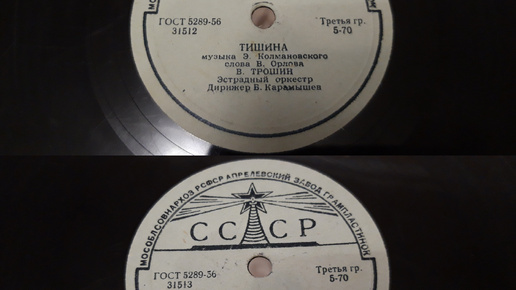 ГОСТ 5289-56 Третья гр.
31512 5-70
ТИШИНА
музыка Э. Колмановского
слова В. Орлова
В. ТРОШИН
Эстрадный оркестр
Дирижер Б. Карамышев
МОСОБЛСОВНАРХОЗ РСФСР АПРЕЛЕВСКИЙ ЗАВОД ГРАМПЛАСТИНОК
СССР
ГОСТ 5289-56 Третья гр.
31513 5-70